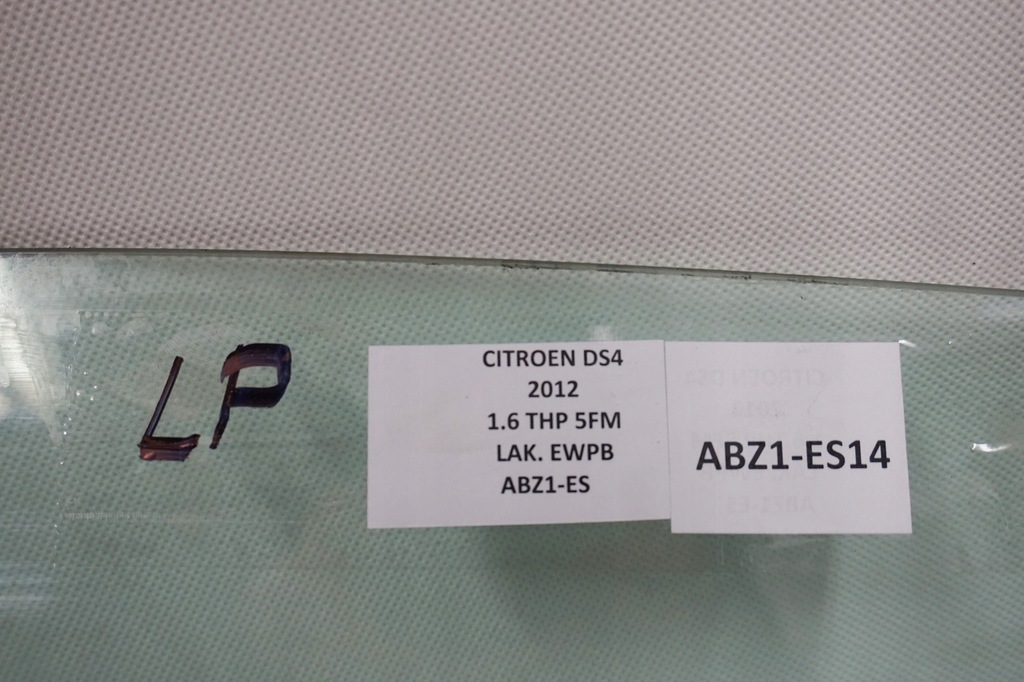 LP
CITROEN DS4
2012
1.6 THP 5FM
LAK. EWPB
ABZ1-ES
ABZ1-ES14